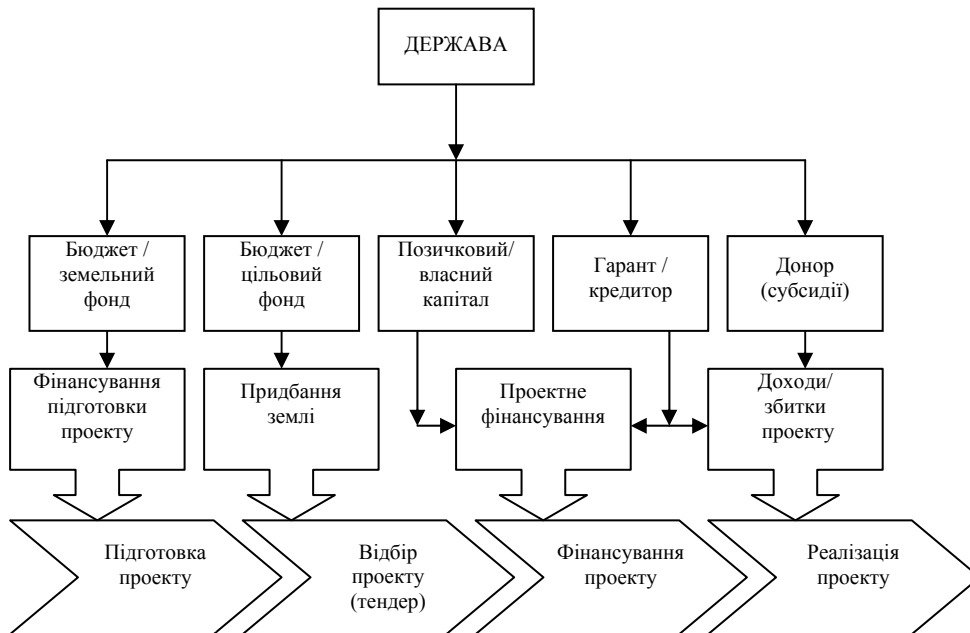 ДЕРЖАВА
Бюджет /
земельний
фонд
Бюджет /
цільовий
фонд
Позичковий/
власний
капітал
Гарант /
кредитор
Донор
(субсидії)
Фінансування
підготовки
проекту
Придбання
землі
Проектне
фінансування
Доходи/
збитки
проекту
Підготовка
проекту
Відбір
проекту
(тендер)
Фінансування
проекту
Реалізація
проекту